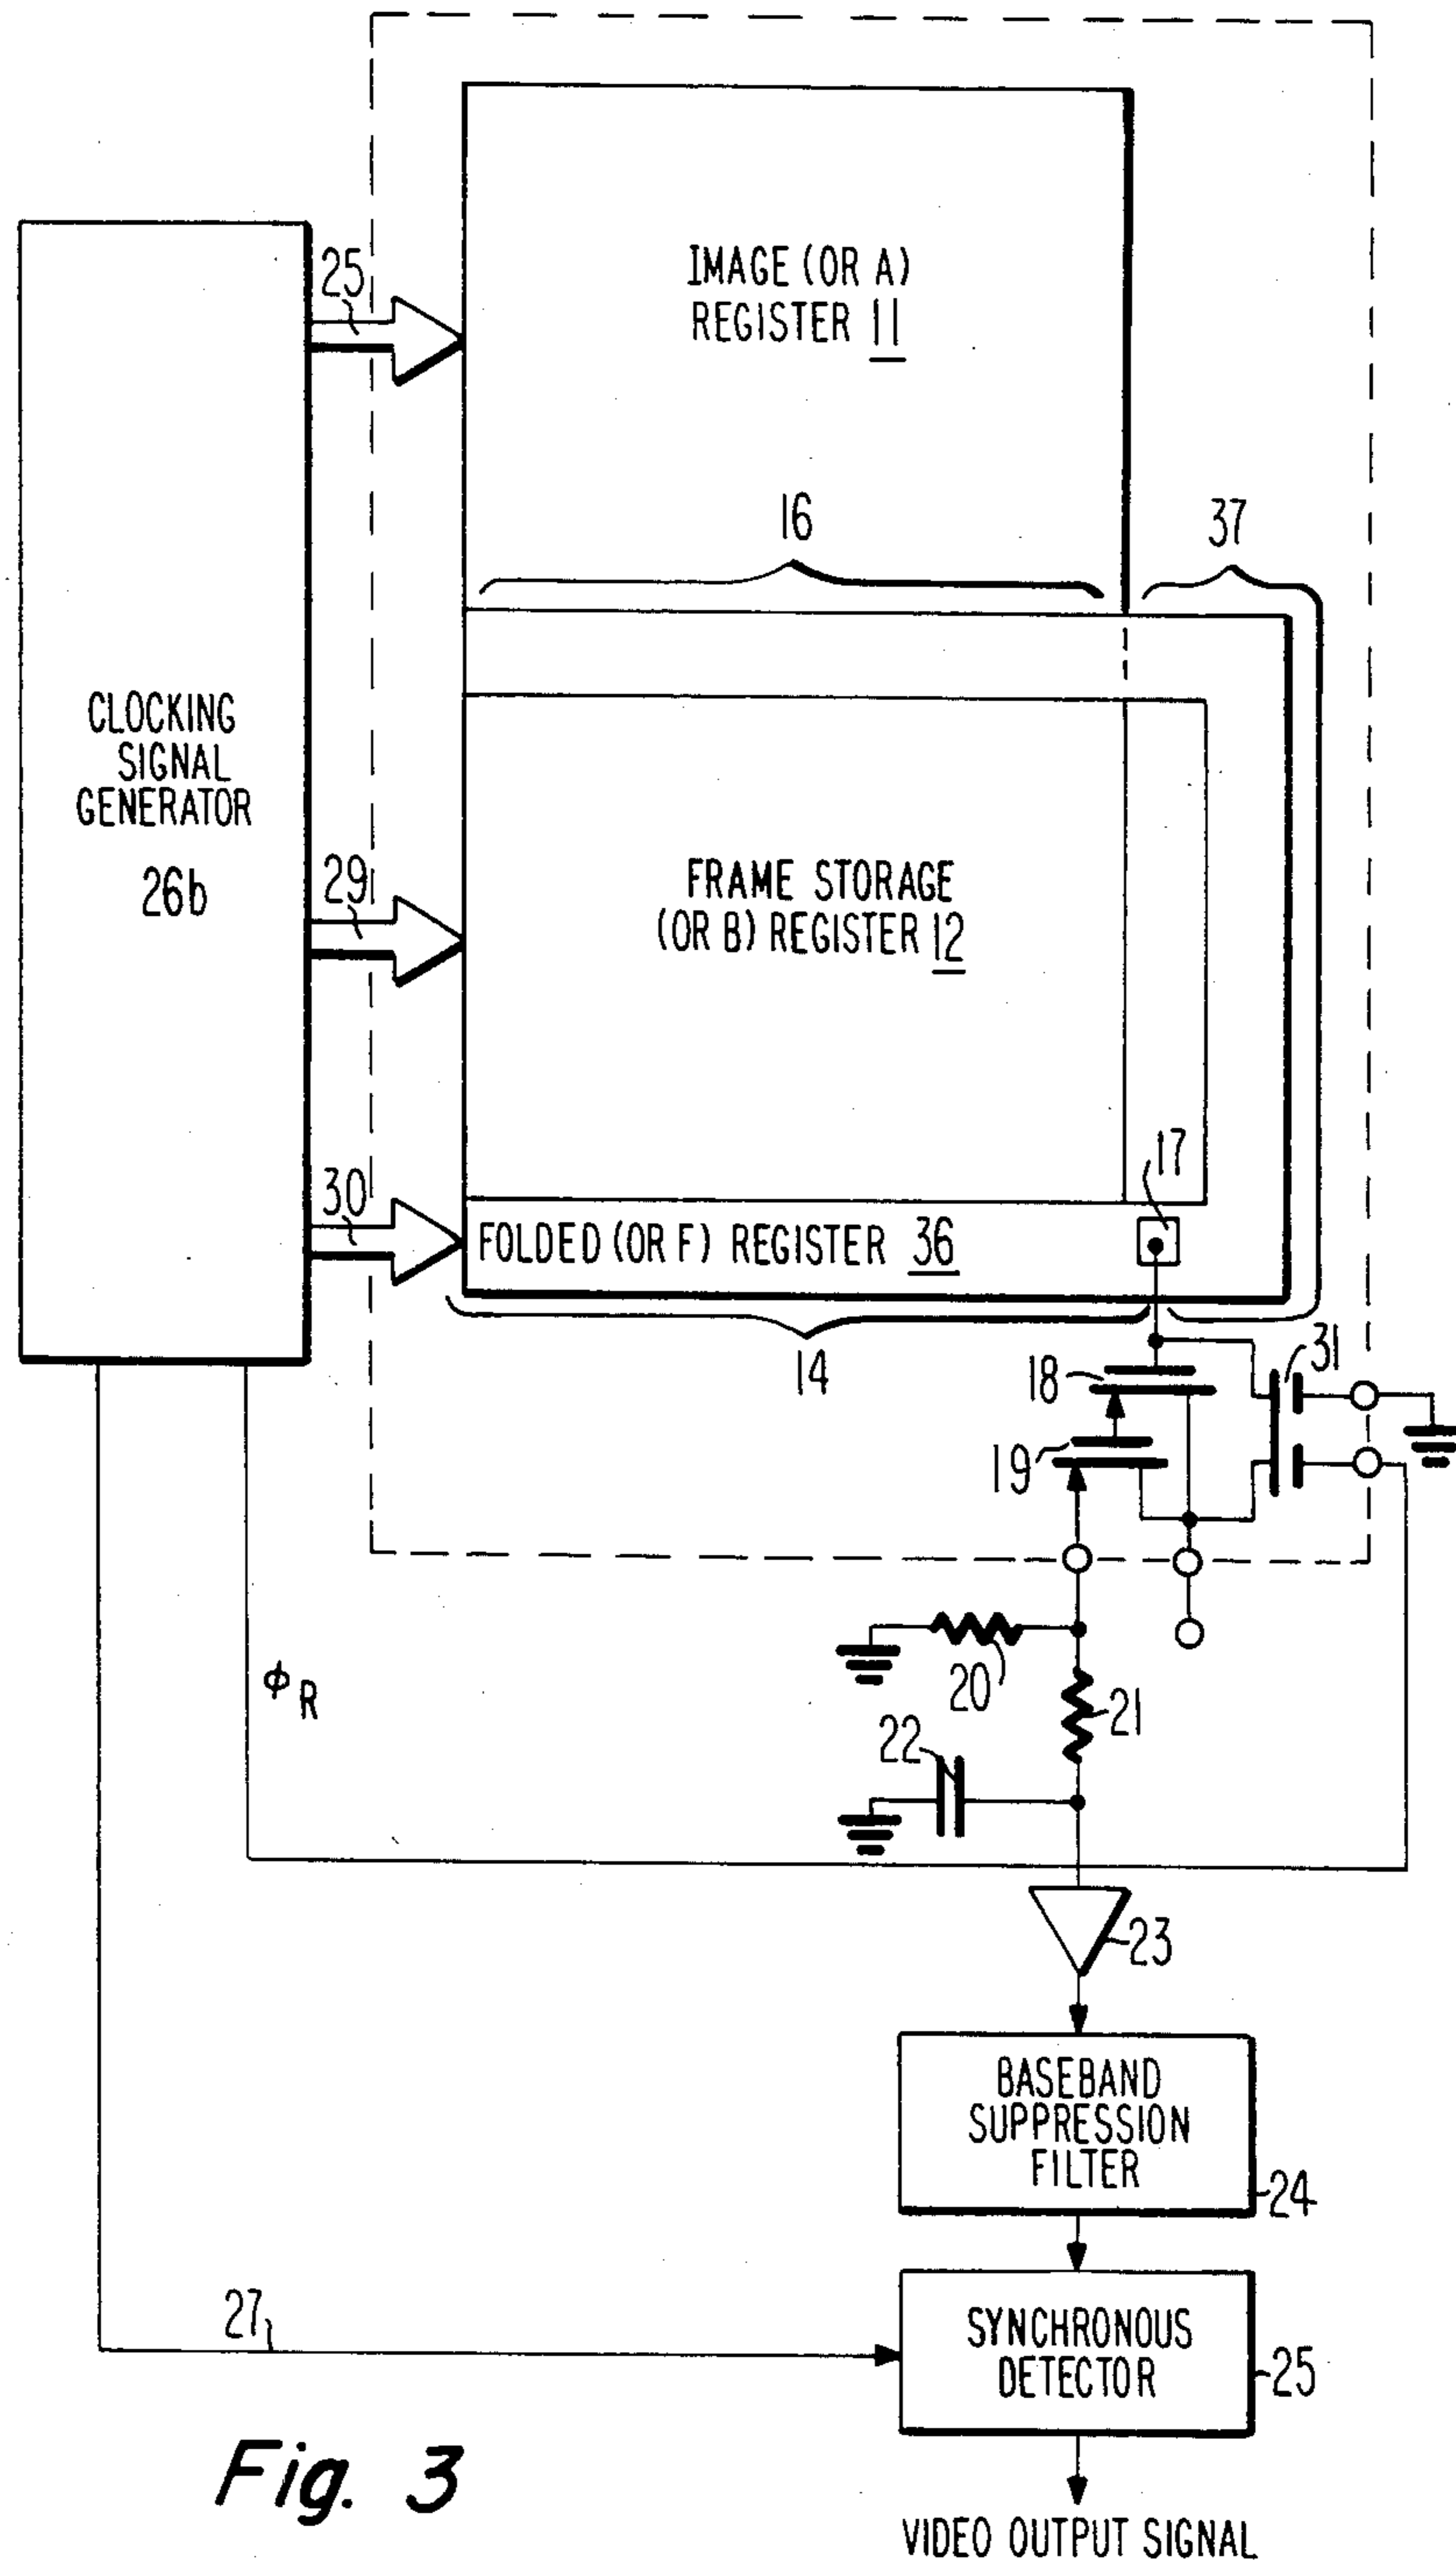 25
IMAGE (OR A)
REGISTER 11
16
37
CLOCKING
SIGNAL
GENERATOR
26b
29
FRAME STORAGE
(OR B) REGISTER 12
17
30
FOLDED (OR F) REGISTER 36
14
18
31
19
ϕR
20
21
22
23
BASEBAND
SUPPRESSION
FILTER
24
27
SYNCHRONOUS
DETECTOR
25
Fig. 3
VIDEO OUTPUT SIGNAL